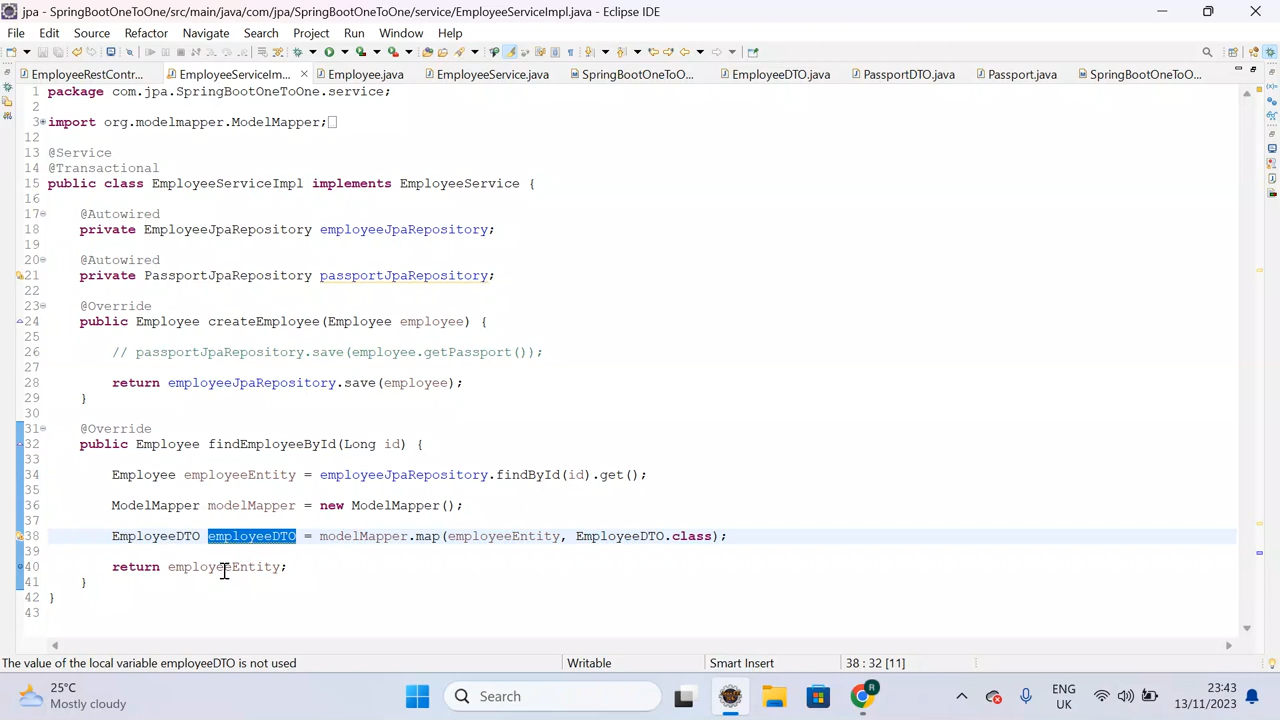 jpa - SpringBootOneToOne/src/main/java/com/jpa/SpringBootOneToOne/service/EmployeeServiceImpl.java - Eclipse IDE
File Edit Source Refactor Navigate Search Project Run Window Help
EmployeeRestContr... EmployeeServiceIm... Employee.java EmployeeService.java SpringBootOneToO... EmployeeDTO.java PassportDTO.java Passport.java SpringBootOneToO...
1 package com.jpa.SpringBootOneToOne.service;
2
3 import org.modelmapper.ModelMapper;
12
13 @Service
14 @Transactional
15 public class EmployeeServiceImpl implements EmployeeService {
16
17 @Autowired
18 private EmployeeJpaRepository employeeJpaRepository;
19
20 @Autowired
21 private PassportJpaRepository passportJpaRepository;
22
23 @Override
24 public Employee createEmployee(Employee employee) {
25
26 // passportJpaRepository.save(employee.getPassport());
27
28 return employeeJpaRepository.save(employee);
29 }
30
31 @Override
32 public Employee findEmployeeById(Long id) {
33
34 Employee employeeEntity = employeeJpaRepository.findById(id).get();
35
36 ModelMapper modelMapper = new ModelMapper();
37
38 EmployeeDTO employeeDTO = modelMapper.map(employeeEntity, EmployeeDTO.class);
39
40 return employeeEntity;
41 }
42 }
43
The value of the local variable employeeDTO is not used Writable Smart Insert 38 : 32 [11]
25°C
Mostly cloudy
Search
R
ENG
UK
23:43
13/11/2023